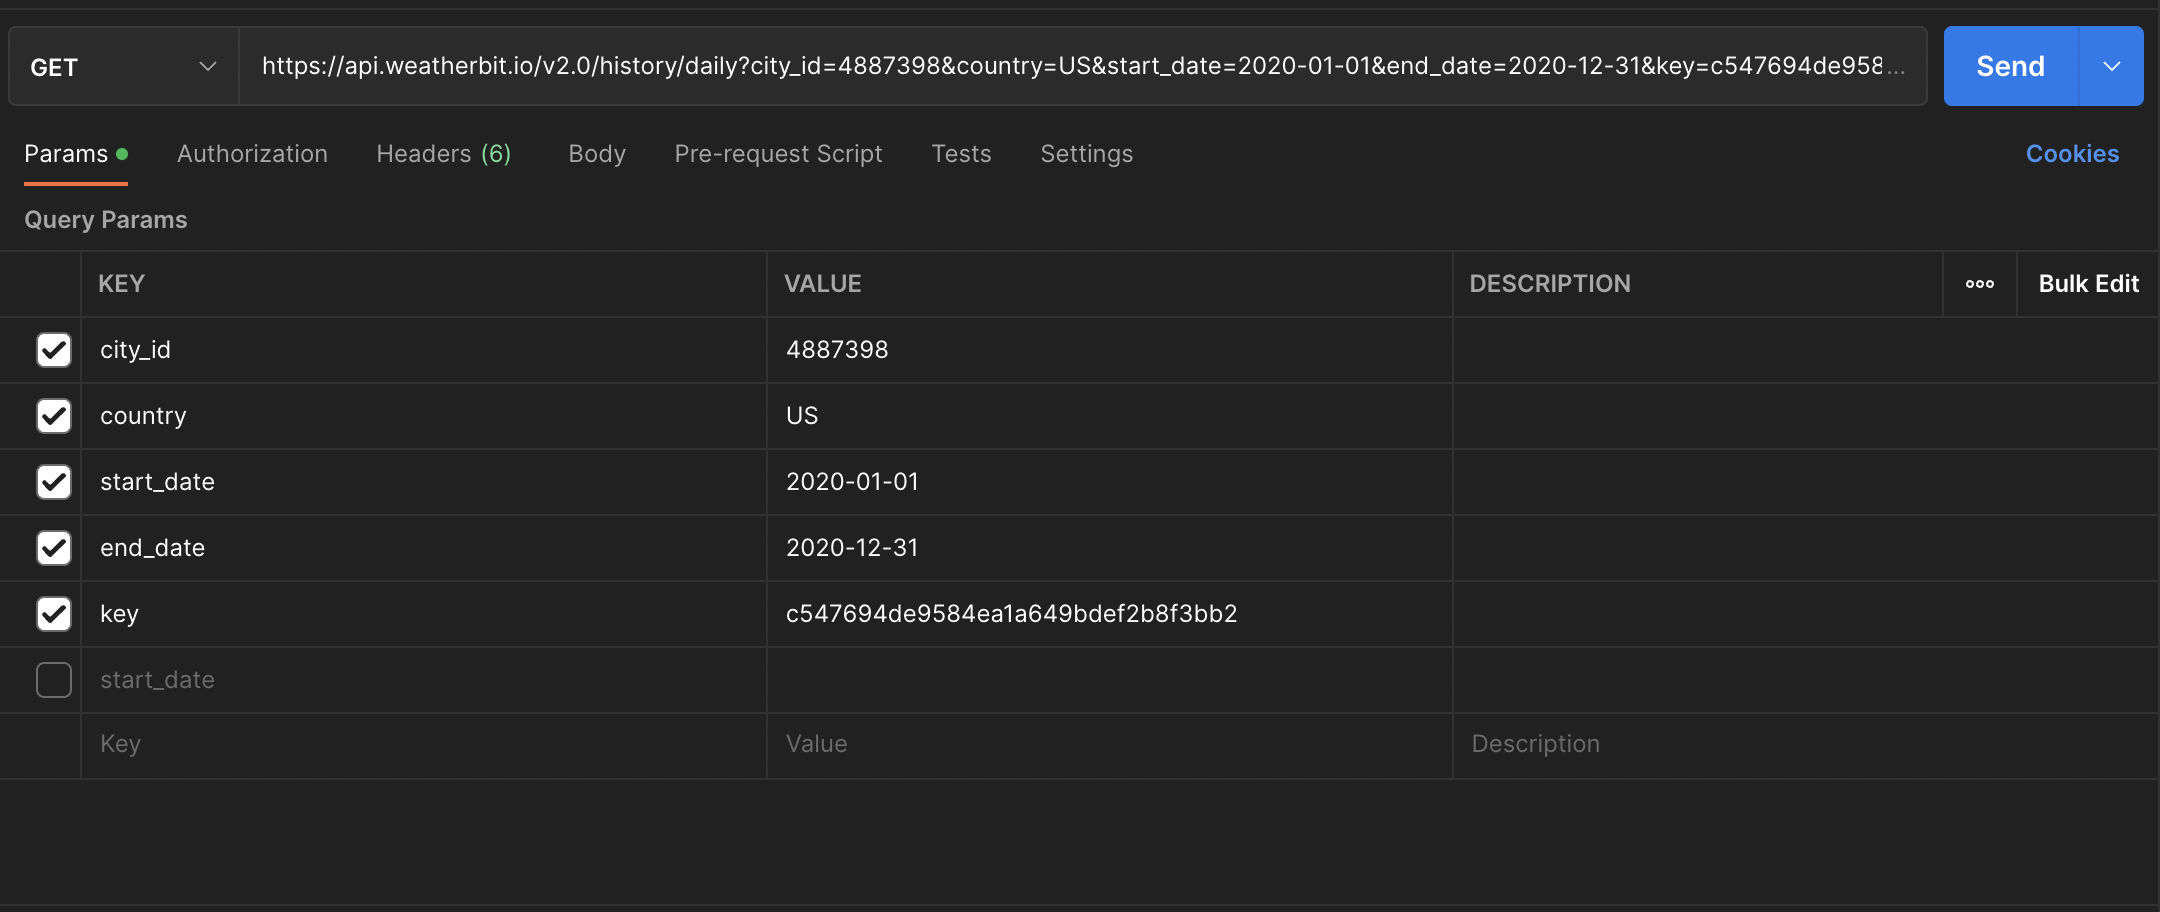 GET https://api.weatherbit.io/v2.0/history/daily?city_id=4887398&country=US&start_date=2020-01-01&end_date=2020-12-31&key=c547694de958... Send
Params Authorization Headers (6) Body Pre-request Script Tests Settings Cookies
Query Params
KEY VALUE DESCRIPTION ooo Bulk Edit
city_id 4887398
country US
start_date 2020-01-01
end_date 2020-12-31
key c547694de9584ea1a649bdef2b8f3bb2
start_date
Key Value Description